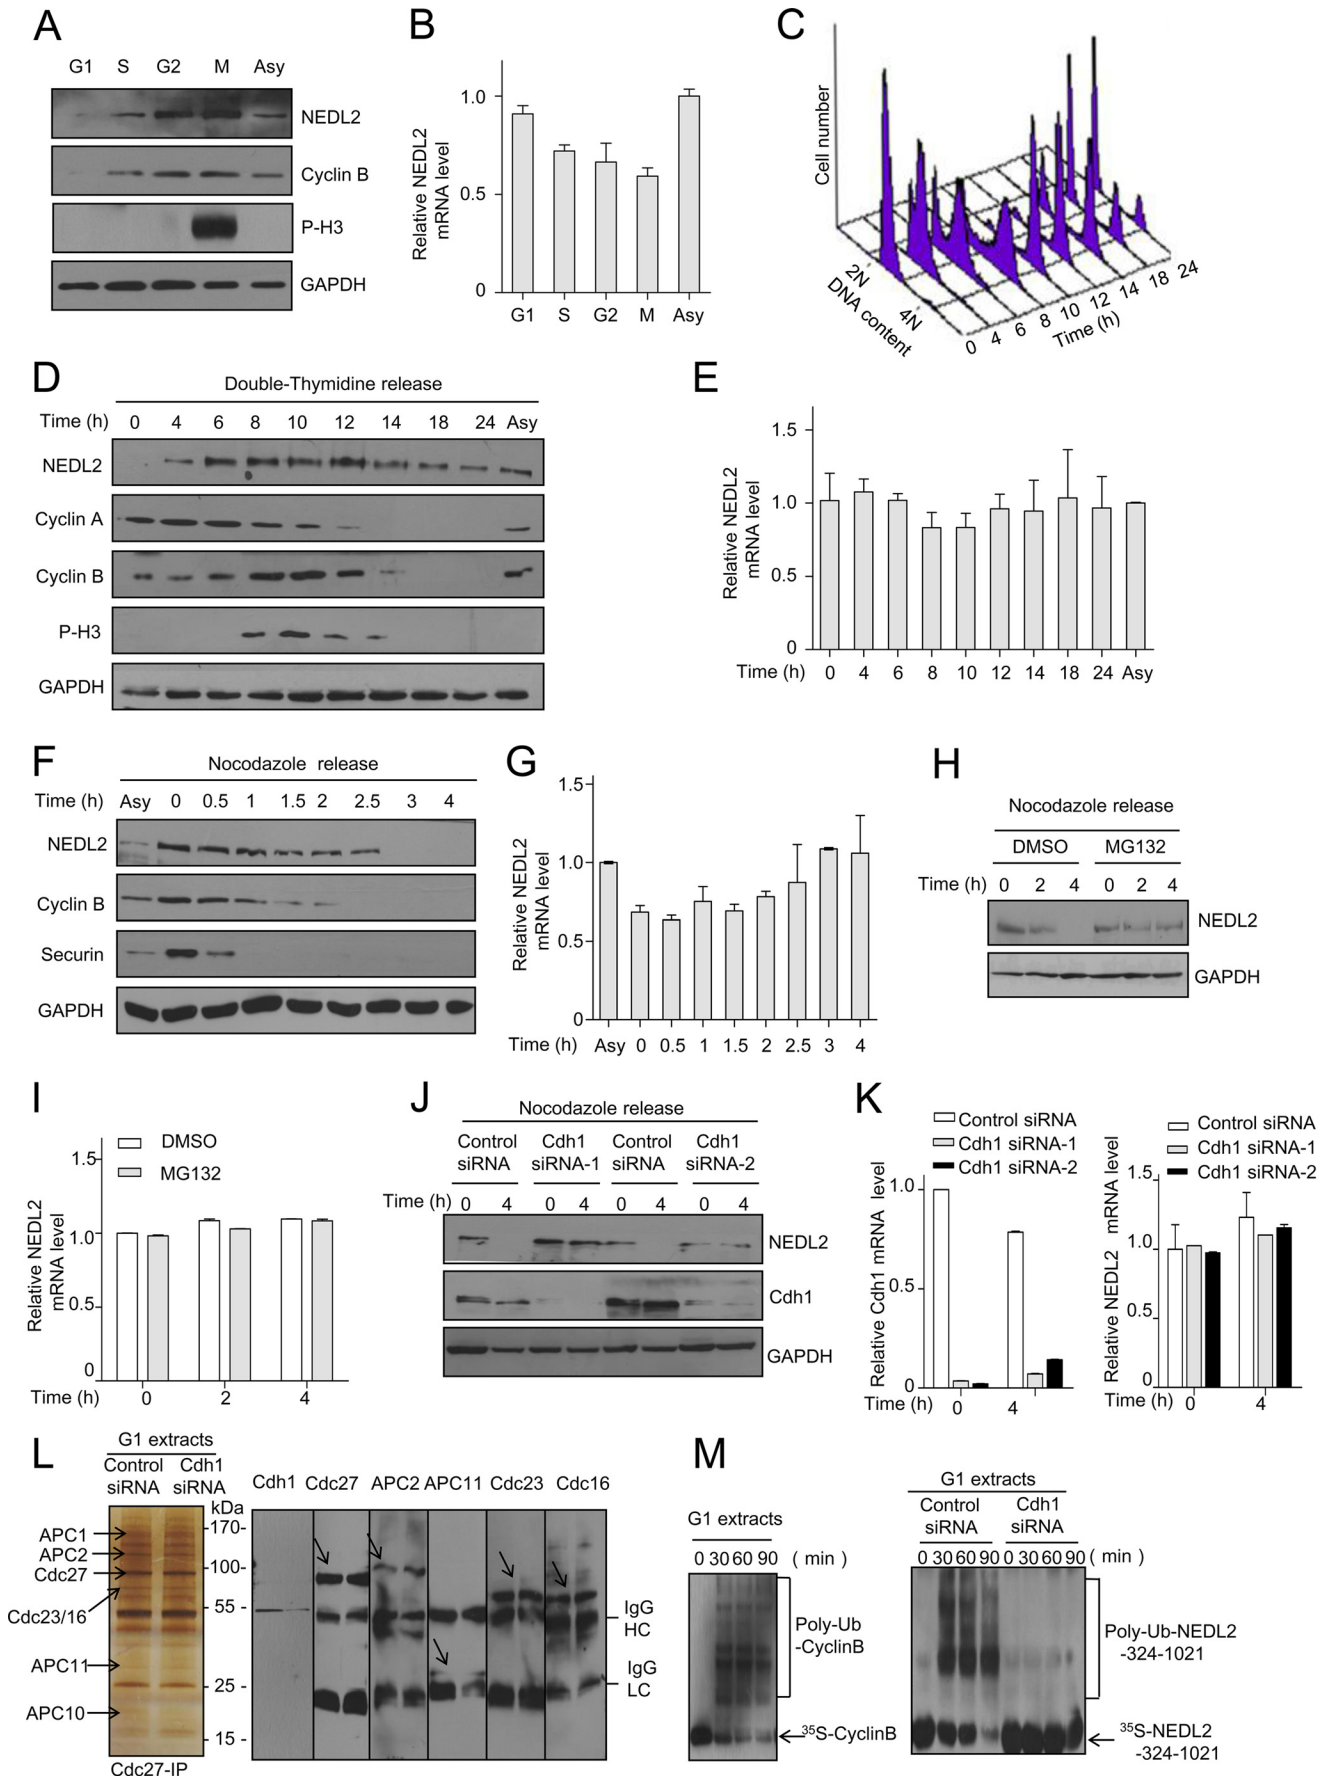 A
G1 S G2 M Asy
NEDL2
Cyclin B
P-H3
GAPDH
B
Relative NEDL2
mRNA level
1.0
0.5
0
G1 S G2 M Asy
C
Cell number
2N
DNA content
4N
0 4 6 8 10 12 14 18 24
Time (h)
D
Double-Thymidine release
Time (h) 0 4 6 8 10 12 14 18 24 Asy
NEDL2
Cyclin A
Cyclin B
P-H3
GAPDH
E
Relative NEDL2
mRNA level
1.5
1.0
0.5
0
Time (h) 0 4 6 8 10 12 14 18 24 Asy
F
Nocodazole release
Time (h) Asy 0 0.5 1 1.5 2 2.5 3 4
NEDL2
Cyclin B
Securin
GAPDH
G
Relative NEDL2
mRNA level
1.5
1.0
0.5
0
Time (h) Asy 0 0.5 1 1.5 2 2.5 3 4
H
Nocodazole release
DMSO MG132
Time (h) 0 2 4 0 2 4
NEDL2
GAPDH
I
DMSO
MG132
Relative NEDL2
mRNA level
1.5
1.0
0.5
0
Time (h) 0 2 4
J
Nocodazole release
Control Cdh1 Control Cdh1
siRNA siRNA-1 siRNA siRNA-2
Time (h) 0 4 0 4 0 4 0 4
NEDL2
Cdh1
GAPDH
K
Control siRNA
Cdh1 siRNA-1
Cdh1 siRNA-2
Relative Cdh1 mRNA level
1.0
0.5
0
Time (h) 0 4
Control siRNA
Cdh1 siRNA-1
Cdh1 siRNA-2
Relative NEDL2 mRNA level
1.5
1.0
0.5
0
Time (h) 0 4
L
G1 extracts
Control Cdh1
siRNA siRNA
kDa
APC1
APC2
Cdc27
Cdc23/16
APC11
APC10
170-
100-
55 -
25 -
15 -
Cdc27-IP
Cdh1 Cdc27 APC2 APC11 Cdc23 Cdc16
IgG
HC
IgG
LC
M
G1 extracts
0 30 60 90 ( min )
Poly-Ub
-CyclinB
35S-CyclinB
G1 extracts
Control Cdh1
siRNA siRNA
0 30 60 90 0 30 60 90 ( min )
Poly-Ub-NEDL2
-324-1021
35S-NEDL2
-324-1021